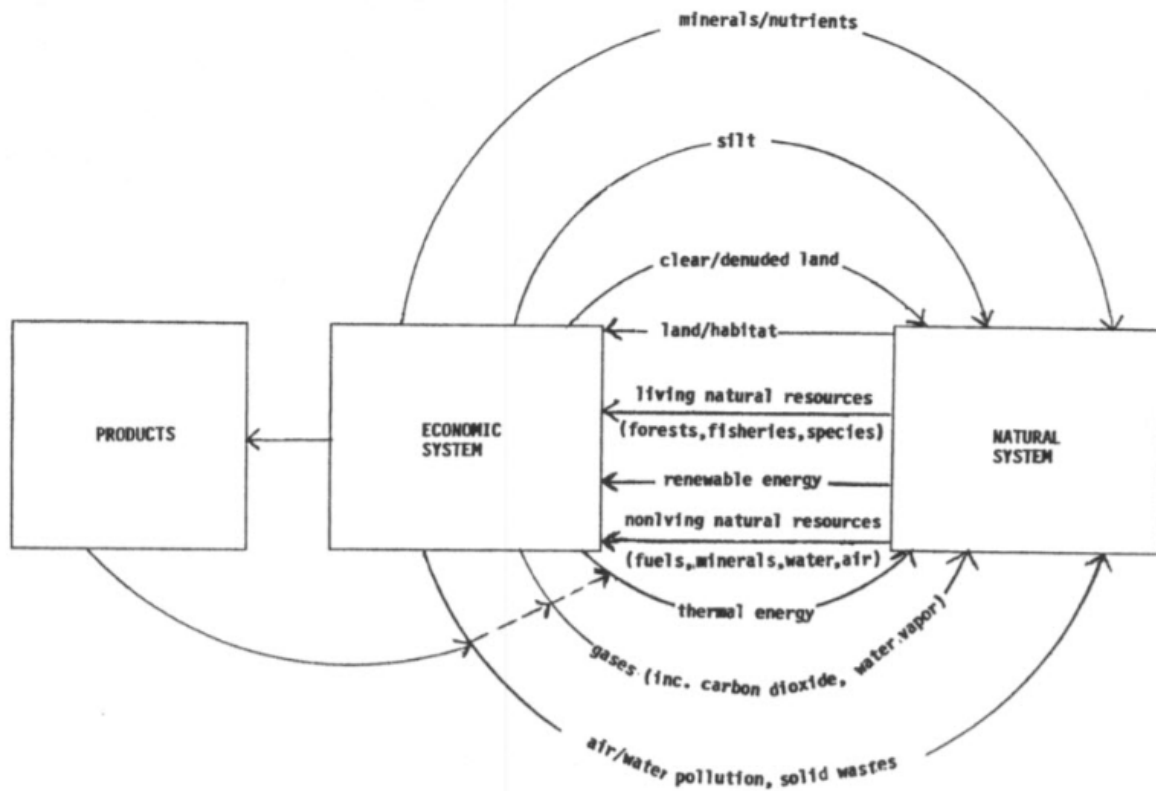 minerals/nutrients
silt
clear/denuded land
land/habitat
living natural resources
(forests,fisheries,species)
PRODUCTS
ECONOMIC
SYSTEM
NATURAL
SYSTEM
renewable energy
nonlving natural resources
(fuels,minerals,water,air)
thermal energy
gases (inc. carbon dioxide, water vapor)
air/water pollution, solid wastes